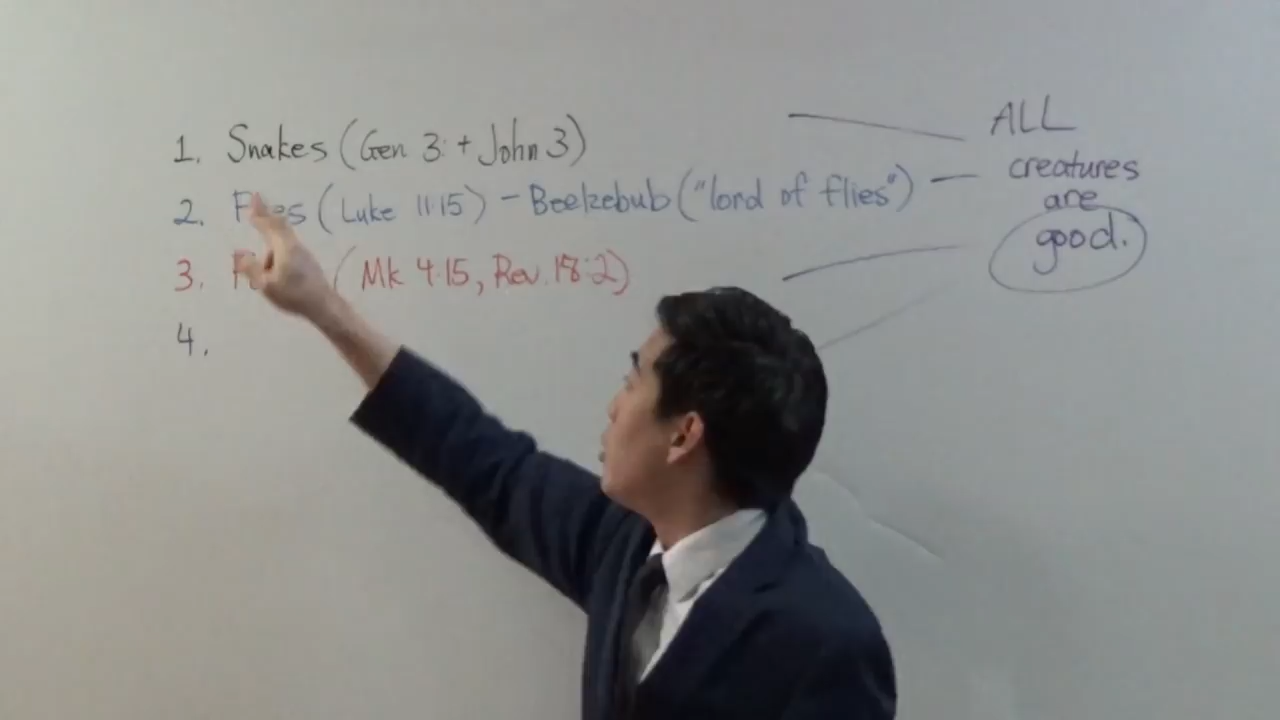 1. Snakes (Gen 3: + John 3)
2. (Luke 11:15) - Beelzebub ("lord of flies")
3. (Mk 4:15, Rev. 18:2)
4.
ALL
creatures
are
good.